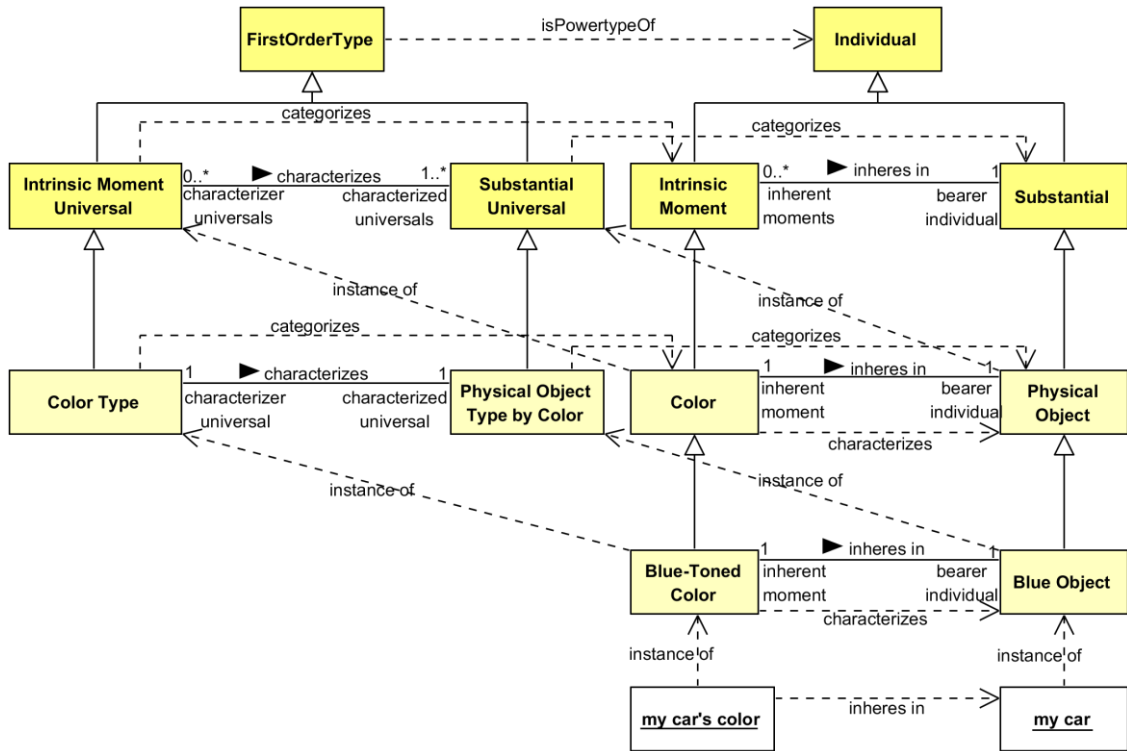 isPowertypeOf
FirstOrderType
Individual
categorizes
categorizes
Intrinsic Moment
Universal
0..*
▶ characterizes
1..*
characterizer
universals
characterized
universals
Substantial
Universal
Intrinsic
Moment
0..*
▶ inheres in
1
inherent
moments
bearer
individual
Substantial
instance of
instance of
categorizes
categorizes
Color Type
1
▶ characterizes
1
characterizer
universal
characterized
universal
Physical Object
Type by Color
Color
1
▶ inheres in
1
inherent
moment
bearer
individual
characterizes
Physical
Object
instance of
instance of
Blue-Toned
Color
1
▶ inheres in
1
inherent
moment
bearer
individual
characterizes
Blue Object
instance of
instance of
my car's color
inheres in
my car